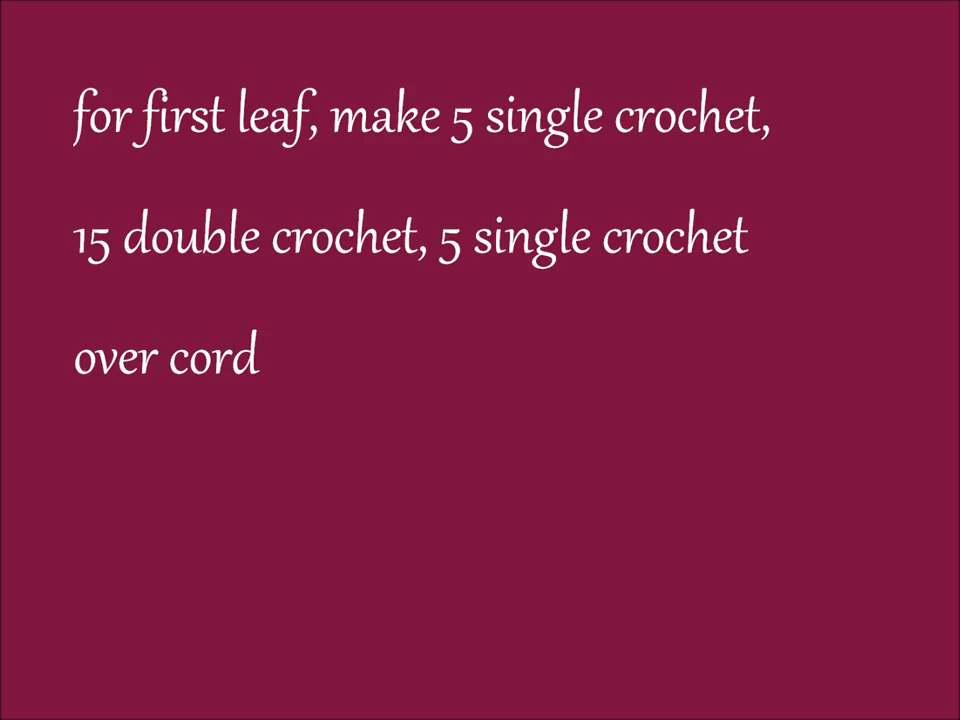 for first leaf, make 5 single crochet,
15 double crochet, 5 single crochet
over cord